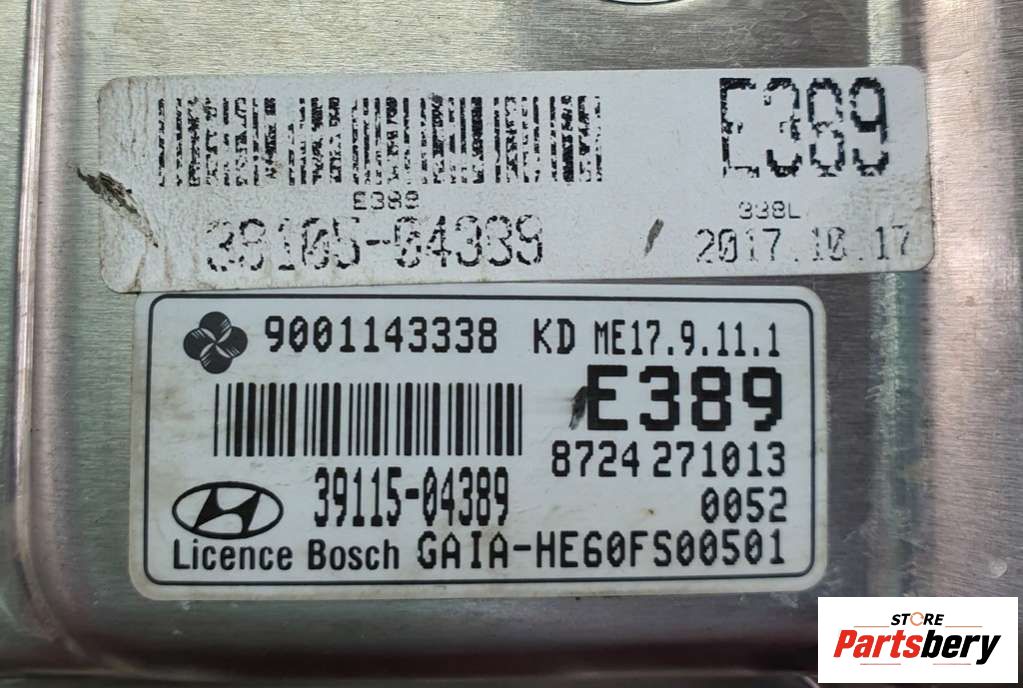 E389
E389
39105-04389
338L
2017.10.17
9001143338 KD ME17.9.11.1
E389
8724 271013
39115-04389
0052
Licence Bosch GAIA-HE60FS00501
STORE
Partsbery